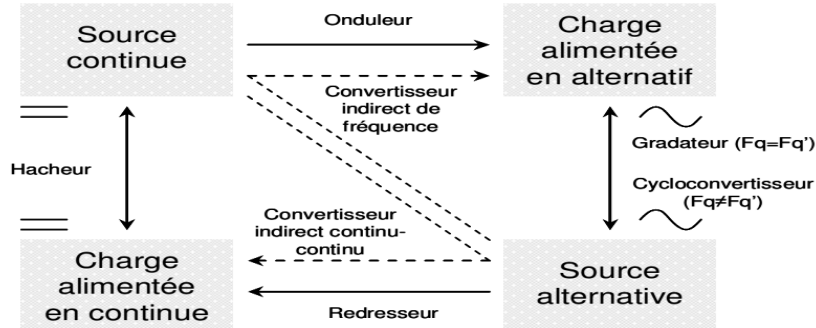 Source
continue
Onduleur
Charge
alimentée
en alternatif
Convertisseur
indirect de
fréquence
Gradateur (Fq=Fq')
Hacheur
Cycloconvertisseur
(Fq≠Fq')
Convertisseur
indirect continu-
continu
Charge
alimentée
en continue
Source
alternative
Redresseur